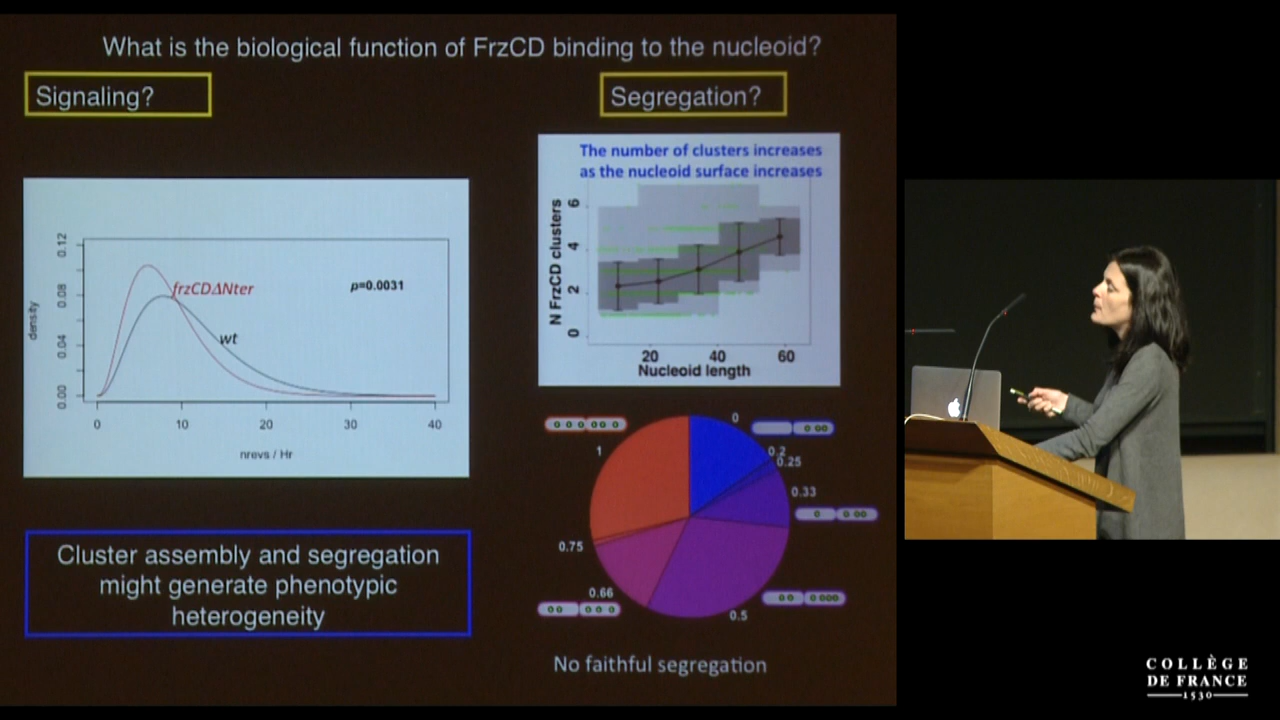 What is the biological function of FrzCD binding to the nucleoid?
Signaling?
Segregation?
0.12
0.08
0.04
0.00
density
frzCDΔNter
p=0.0031
wt
0
10
20
30
40
nrevs / Hr
The number of clusters increases
as the nucleoid surface increases
N FrzCD clusters
6
4
2
0
20
40
60
Nucleoid length
0
0.2
0.25
0.33
0.5
0.66
0.75
1
Cluster assembly and segregation
might generate phenotypic
heterogeneity
No faithful segregation
COLLÈGE
DE FRANCE
1530